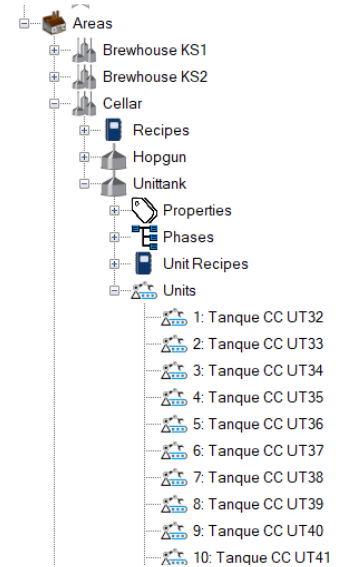 Areas
Brewhouse KS1
Brewhouse KS2
Cellar
Recipes
Hopgun
Unittank
Properties
Phases
Unit Recipes
Units
1: Tanque CC UT32
2: Tanque CC UT33
3: Tanque CC UT34
4: Tanque CC UT35
5: Tanque CC UT36
6: Tanque CC UT37
7: Tanque CC UT38
8: Tanque CC UT39
9: Tanque CC UT40
10: Tanque CC UT41